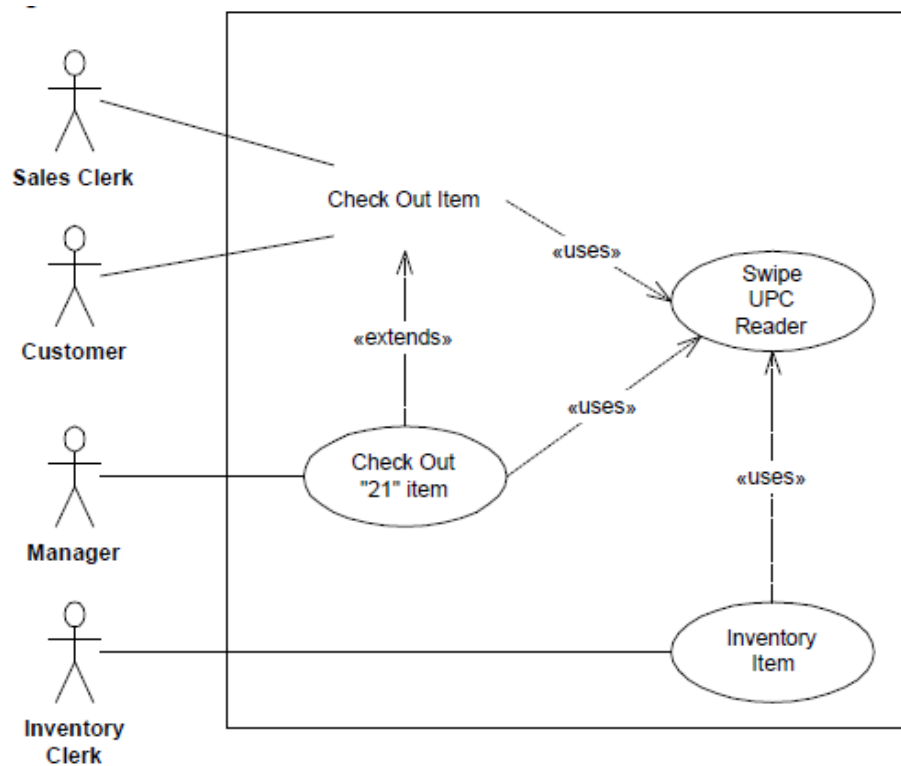 Sales Clerk
Check Out Item
«uses»
Swipe
UPC
Reader
Customer
«extends»
«uses»
Check Out
"21" item
«uses»
Manager
Inventory
Item
Inventory
Clerk